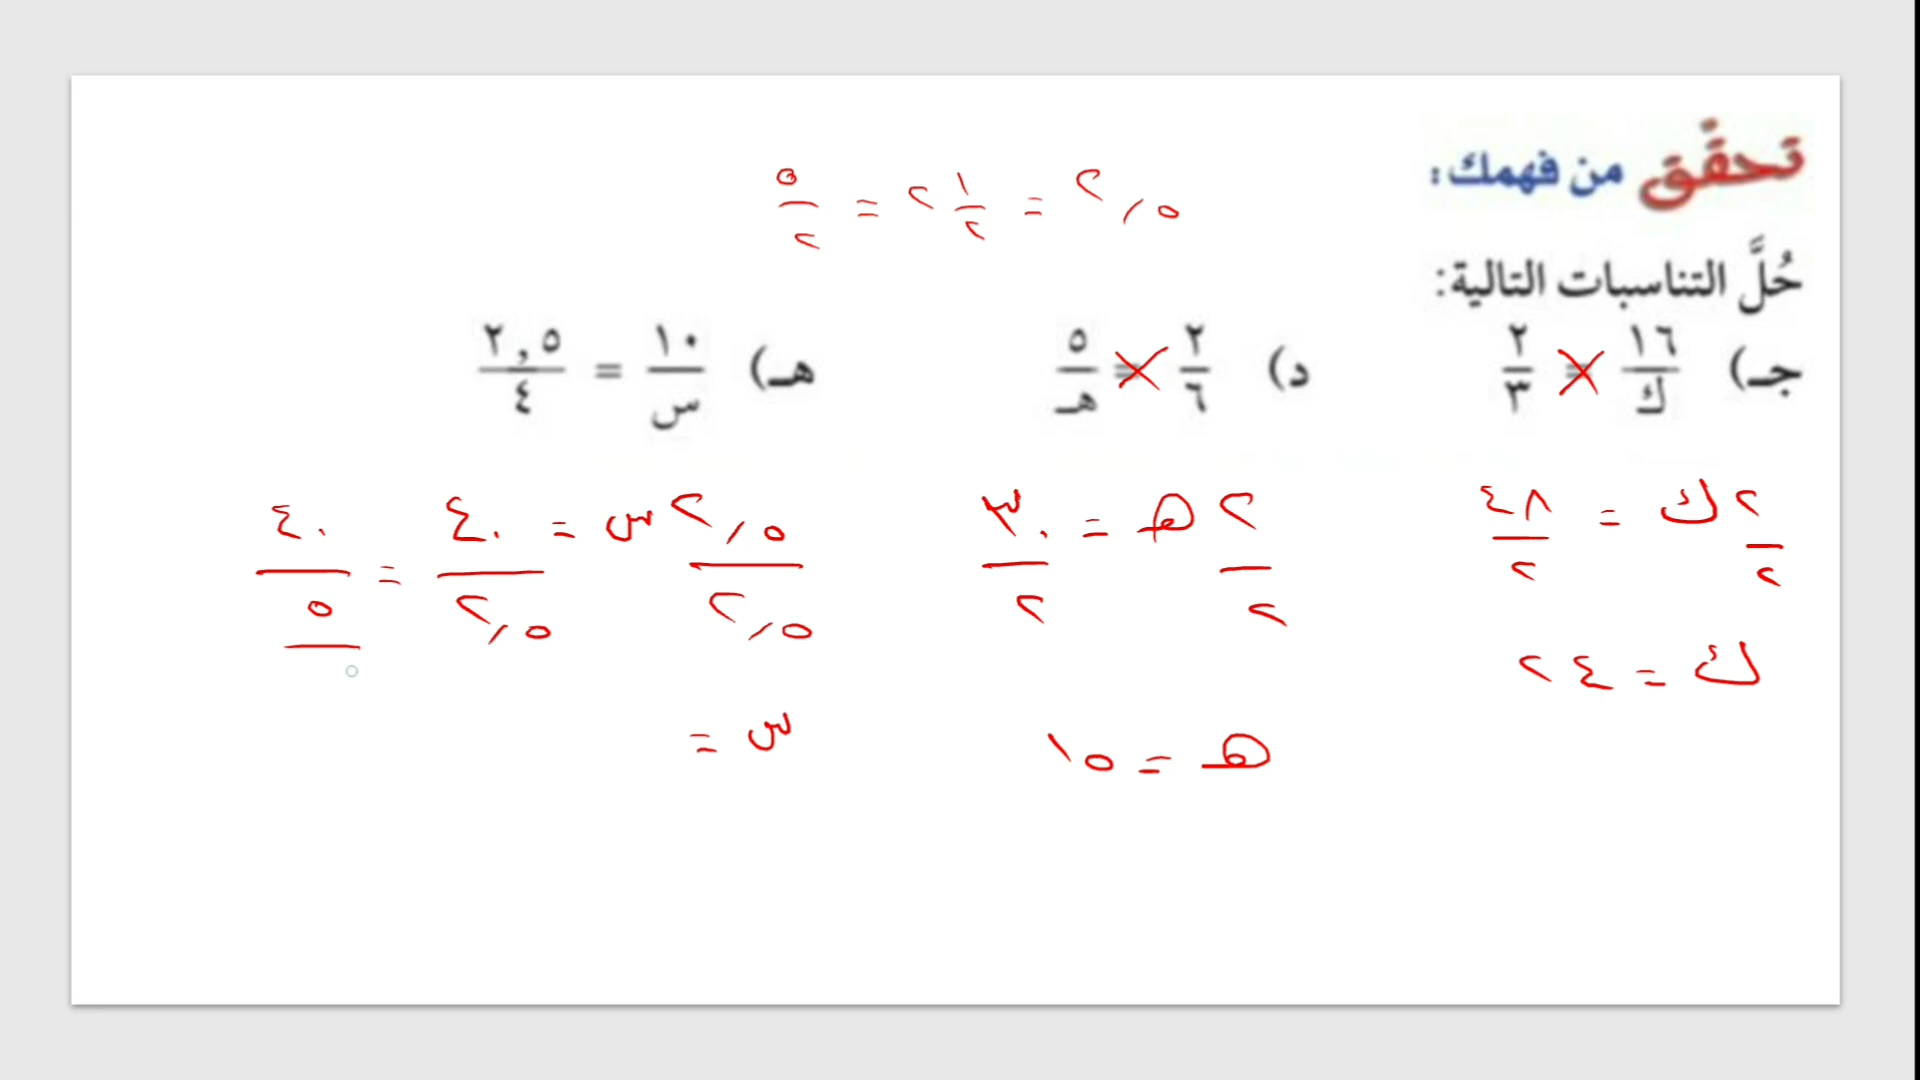 تحقَّق من فهمك:
٢,٥ = ٢ ١/٢ = ٥/٢
حُلَّ التناسبات التالية:
جـ) ١٦/ك = ٢/٣ د) ٢/٦ = ٥/هـ هـ) ١٠/س = ٢,٥/٤
٢ك/٢ = ٤٨/٢
ك = ٢٤
٢هـ/٢ = ٣٠/٢
هـ = ١٥
٢,٥س/٢,٥ = ٤٠/٢,٥ = ٤٠/٥
س =